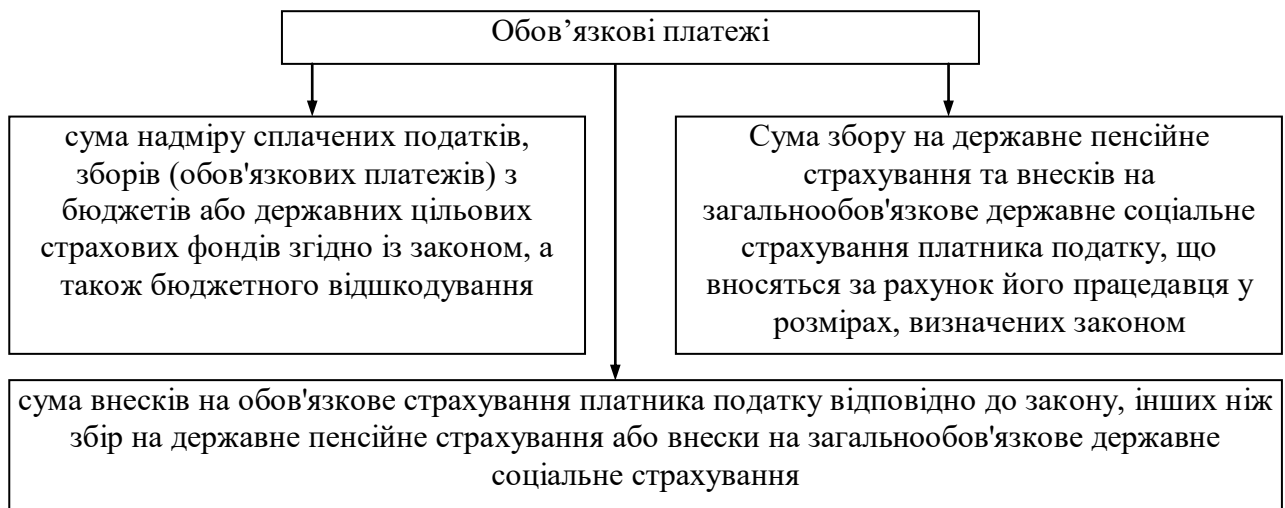 Обов’язкові платежі
сума надміру сплачених податків,
зборів (обов'язкових платежів) з
бюджетів або державних цільових
страхових фондів згідно із законом, а
також бюджетного відшкодування
Сума збору на державне пенсійне
страхування та внесків на
загальнообов'язкове державне соціальне
страхування платника податку, що
вносяться за рахунок його працедавця у
розмірах, визначених законом
сума внесків на обов'язкове страхування платника податку відповідно до закону, інших ніж
збір на державне пенсійне страхування або внески на загальнообов'язкове державне
соціальне страхування